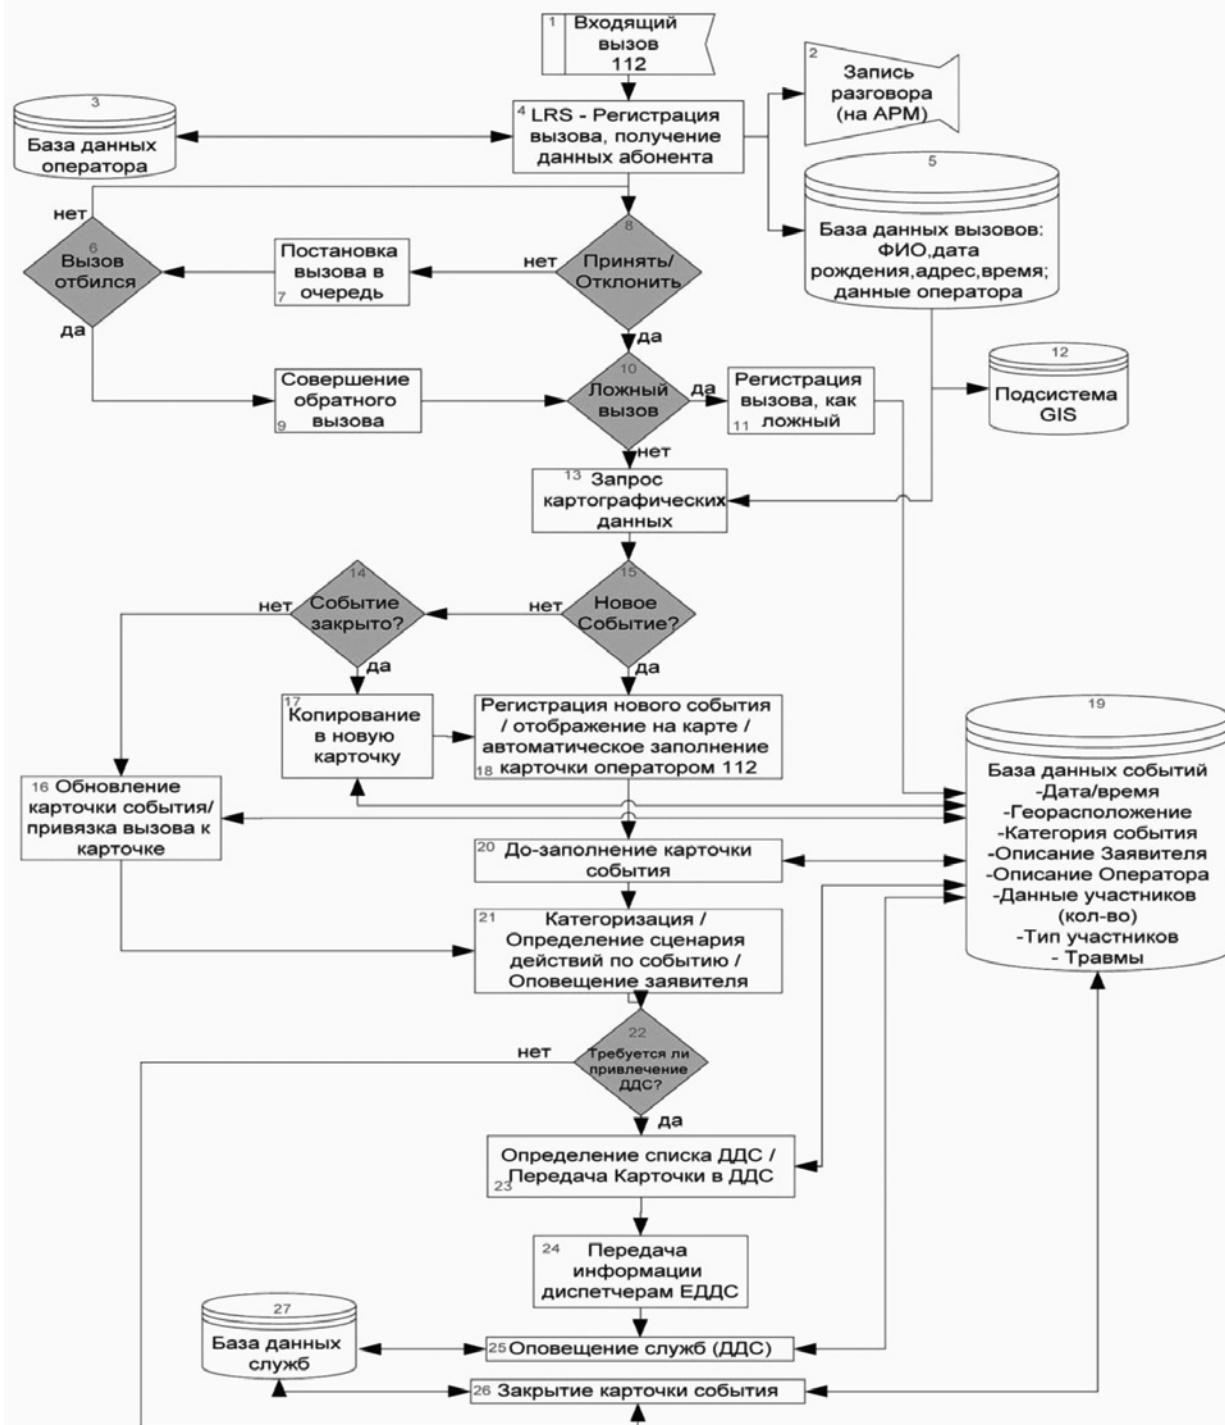 1
Входящий
вызов
112
2
Запись
разговора
(на АРМ)
3
База данных
оператора
4 LRS - Регистрация
вызова, получение
данных абонента
5
База данных вызовов:
ФИО,дата
рождения,адрес,время;
данные оператора
нет
6
Вызов
отбился
да
Постановка
вызова в
7 очередь
нет
8
Принять/
Отклонить
да
12
Подсистема
GIS
Совершение
обратного
9 вызова
10
Ложный
вызов
да
нет
Регистрация
вызова, как
11 ложный
13 Запрос
картографических
данных
14
Событие
закрыто?
нет
да
15
Новое
Событие?
нет
да
17
Копирование
в новую
карточку
Регистрация нового события
/ отображение на карте /
автоматическое заполнение
18 карточки оператором 112
19
База данных событий
-Дата/время
-Георасположение
-Категория события
-Описание Заявителя
-Описание Оператора
-Данные участников
(кол-во)
-Тип участников
- Травмы
16 Обновление
карточки события/
привязка вызова к
карточке
20 До-заполнение карточки
события
21 Категоризация /
Определение сценария
действий по событию /
Оповещение заявителя
22
Требуется ли
привлечение
ДДС?
нет
да
Определение списка ДДС /
Передача Карточки в ДДС
23
24 Передача
информации
диспетчерам ЕДДС
27
База данных
служб
25 Оповещение служб (ДДС)
26 Закрытие карточки события